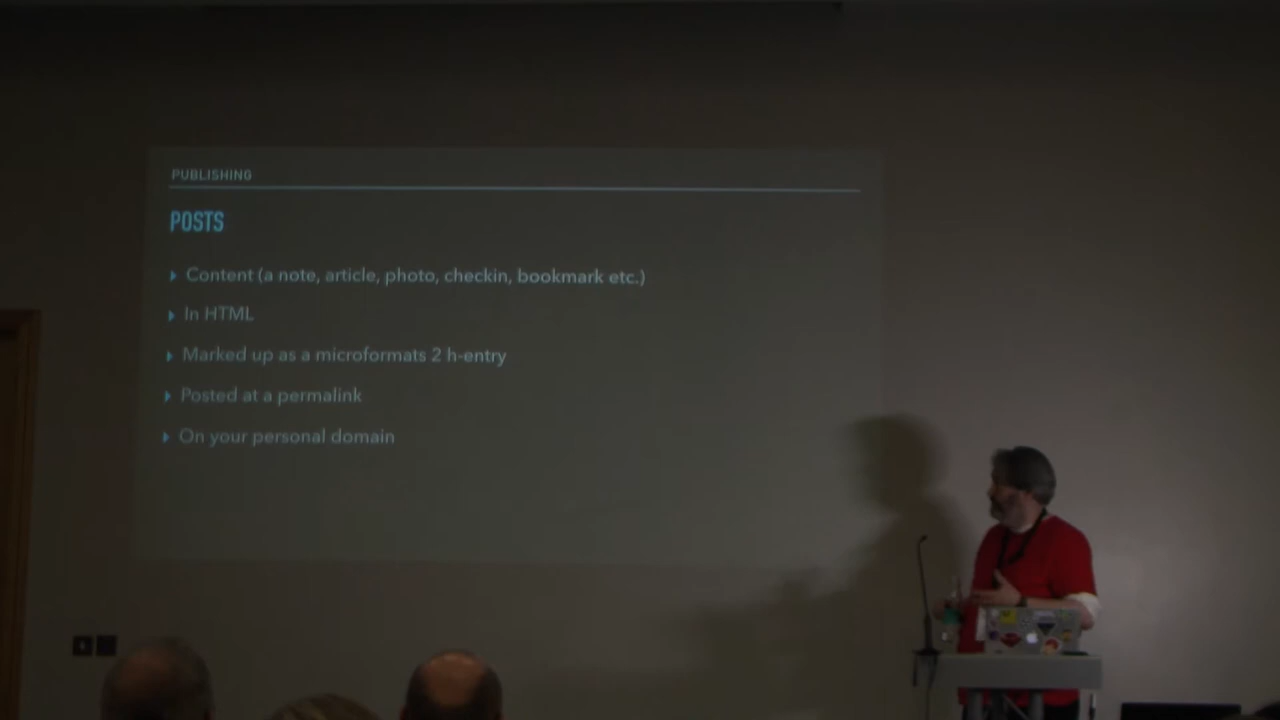 PUBLISHING
POSTS
Content (a note, article, photo, checkin, bookmark etc.)
In HTML
Marked up as a microformats 2 h-entry
Posted at a permalink
On your personal domain